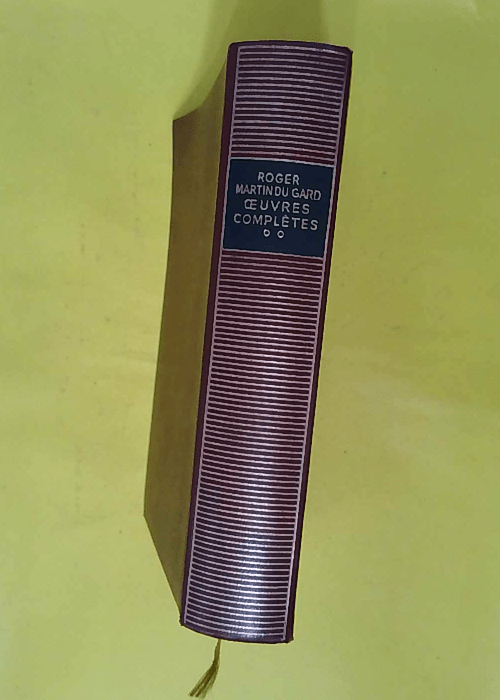 ROGER
MARTIN DU GARD
ŒUVRES
COMPLÈTES